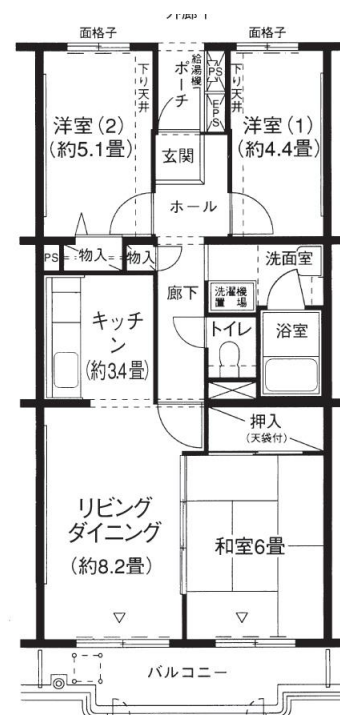 外廊下
面格子
面格子
下り天井
給湯機
ポーチ
PS
EPS
下り天井
洋室(2)
(約5.1畳)
洋室(1)
(約4.4畳)
玄関
ホール
PS
物入
物入
洗面室
廊下
洗濯機
置場
キッチ
ン
(約3.4畳)
トイレ
浴室
押入
(天袋付)
リビング
ダイニング
(約8.2畳)
和室6畳
バルコニー